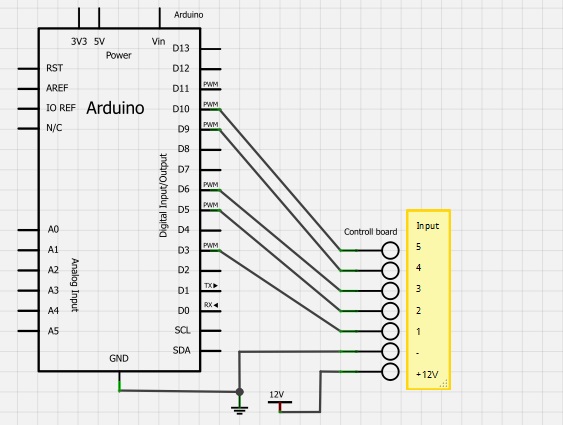 Arduino
3V3 5V Vin
Power
D13
RST D12
AREF D11 PWM
IO REF Arduino D10 PWM
N/C D9 PWM
D8
D7
D6 PWM
D5 PWM
Digital Input/Output
A0 D4
A1 D3 PWM
A2 D2
A3 D1 TX▶
A4 D0 RX◀
A5 SCL
SDA
Analog Input
GND
Controll board
Input
5
4
3
2
1
-
+12V
12V